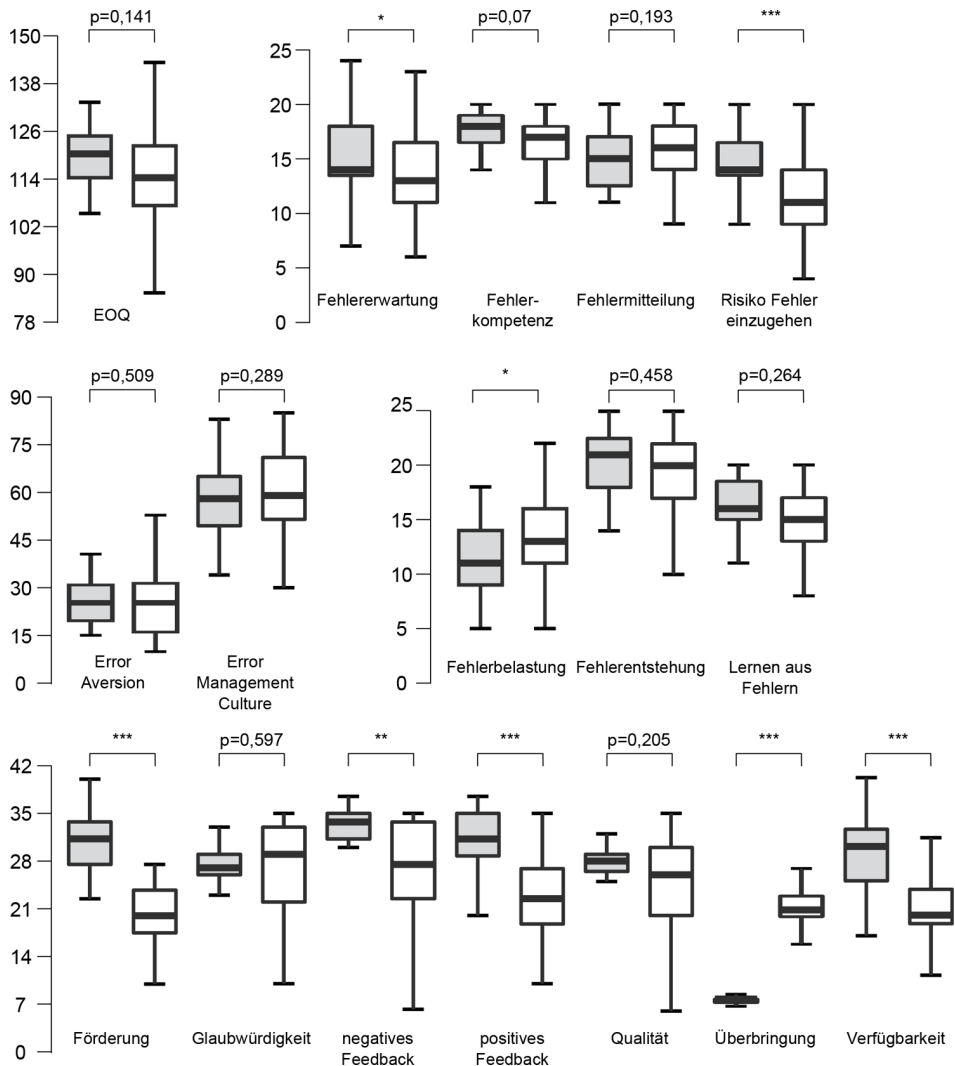 p=0,141
150
138
126
114
102
90
78
EOQ
*
p=0,07
p=0,193
***
25
20
15
10
5
0
Fehlererwartung
Fehler-
kompetenz
Fehlermitteilung
Risiko Fehler
einzugehen
p=0,509
p=0,289
90
75
60
45
30
15
0
Error
Aversion
Error
Management
Culture
*
p=0,458
p=0,264
25
20
15
10
5
0
Fehlerbelastung
Fehlerentstehung
Lernen aus
Fehlern
***
p=0,597
**
***
p=0,205
***
***
42
35
28
21
14
7
0
Förderung
Glaubwürdigkeit
negatives
Feedback
positives
Feedback
Qualität
Überbringung
Verfügbarkeit